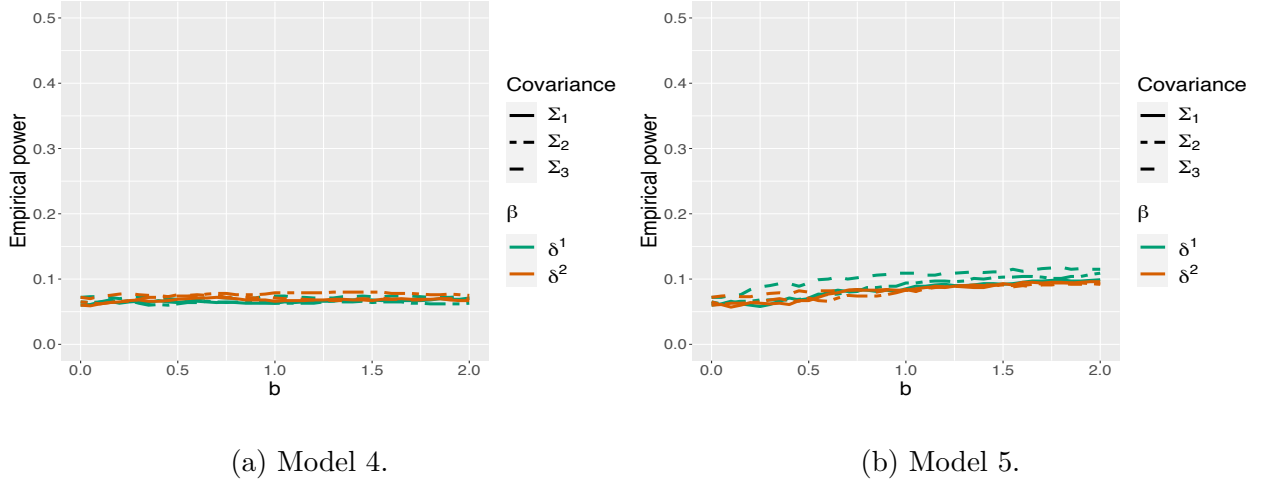 0.5
0.4
0.3
0.2
0.1
0.0
Empirical power
0.0 0.5 1.0 1.5 2.0
b
Covariance
Σ1
Σ2
Σ3
β
δ1
δ2
(a) Model 4.
0.5
0.4
0.3
0.2
0.1
0.0
Empirical power
0.0 0.5 1.0 1.5 2.0
b
Covariance
Σ1
Σ2
Σ3
β
δ1
δ2
(b) Model 5.